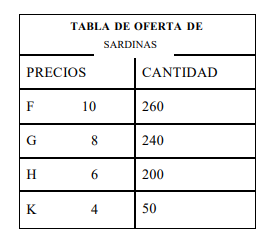 TABLA DE OFERTA DE
SARDINAS
PRECIOS CANTIDAD
F 10 260
G 8 240
H 6 200
K 4 50